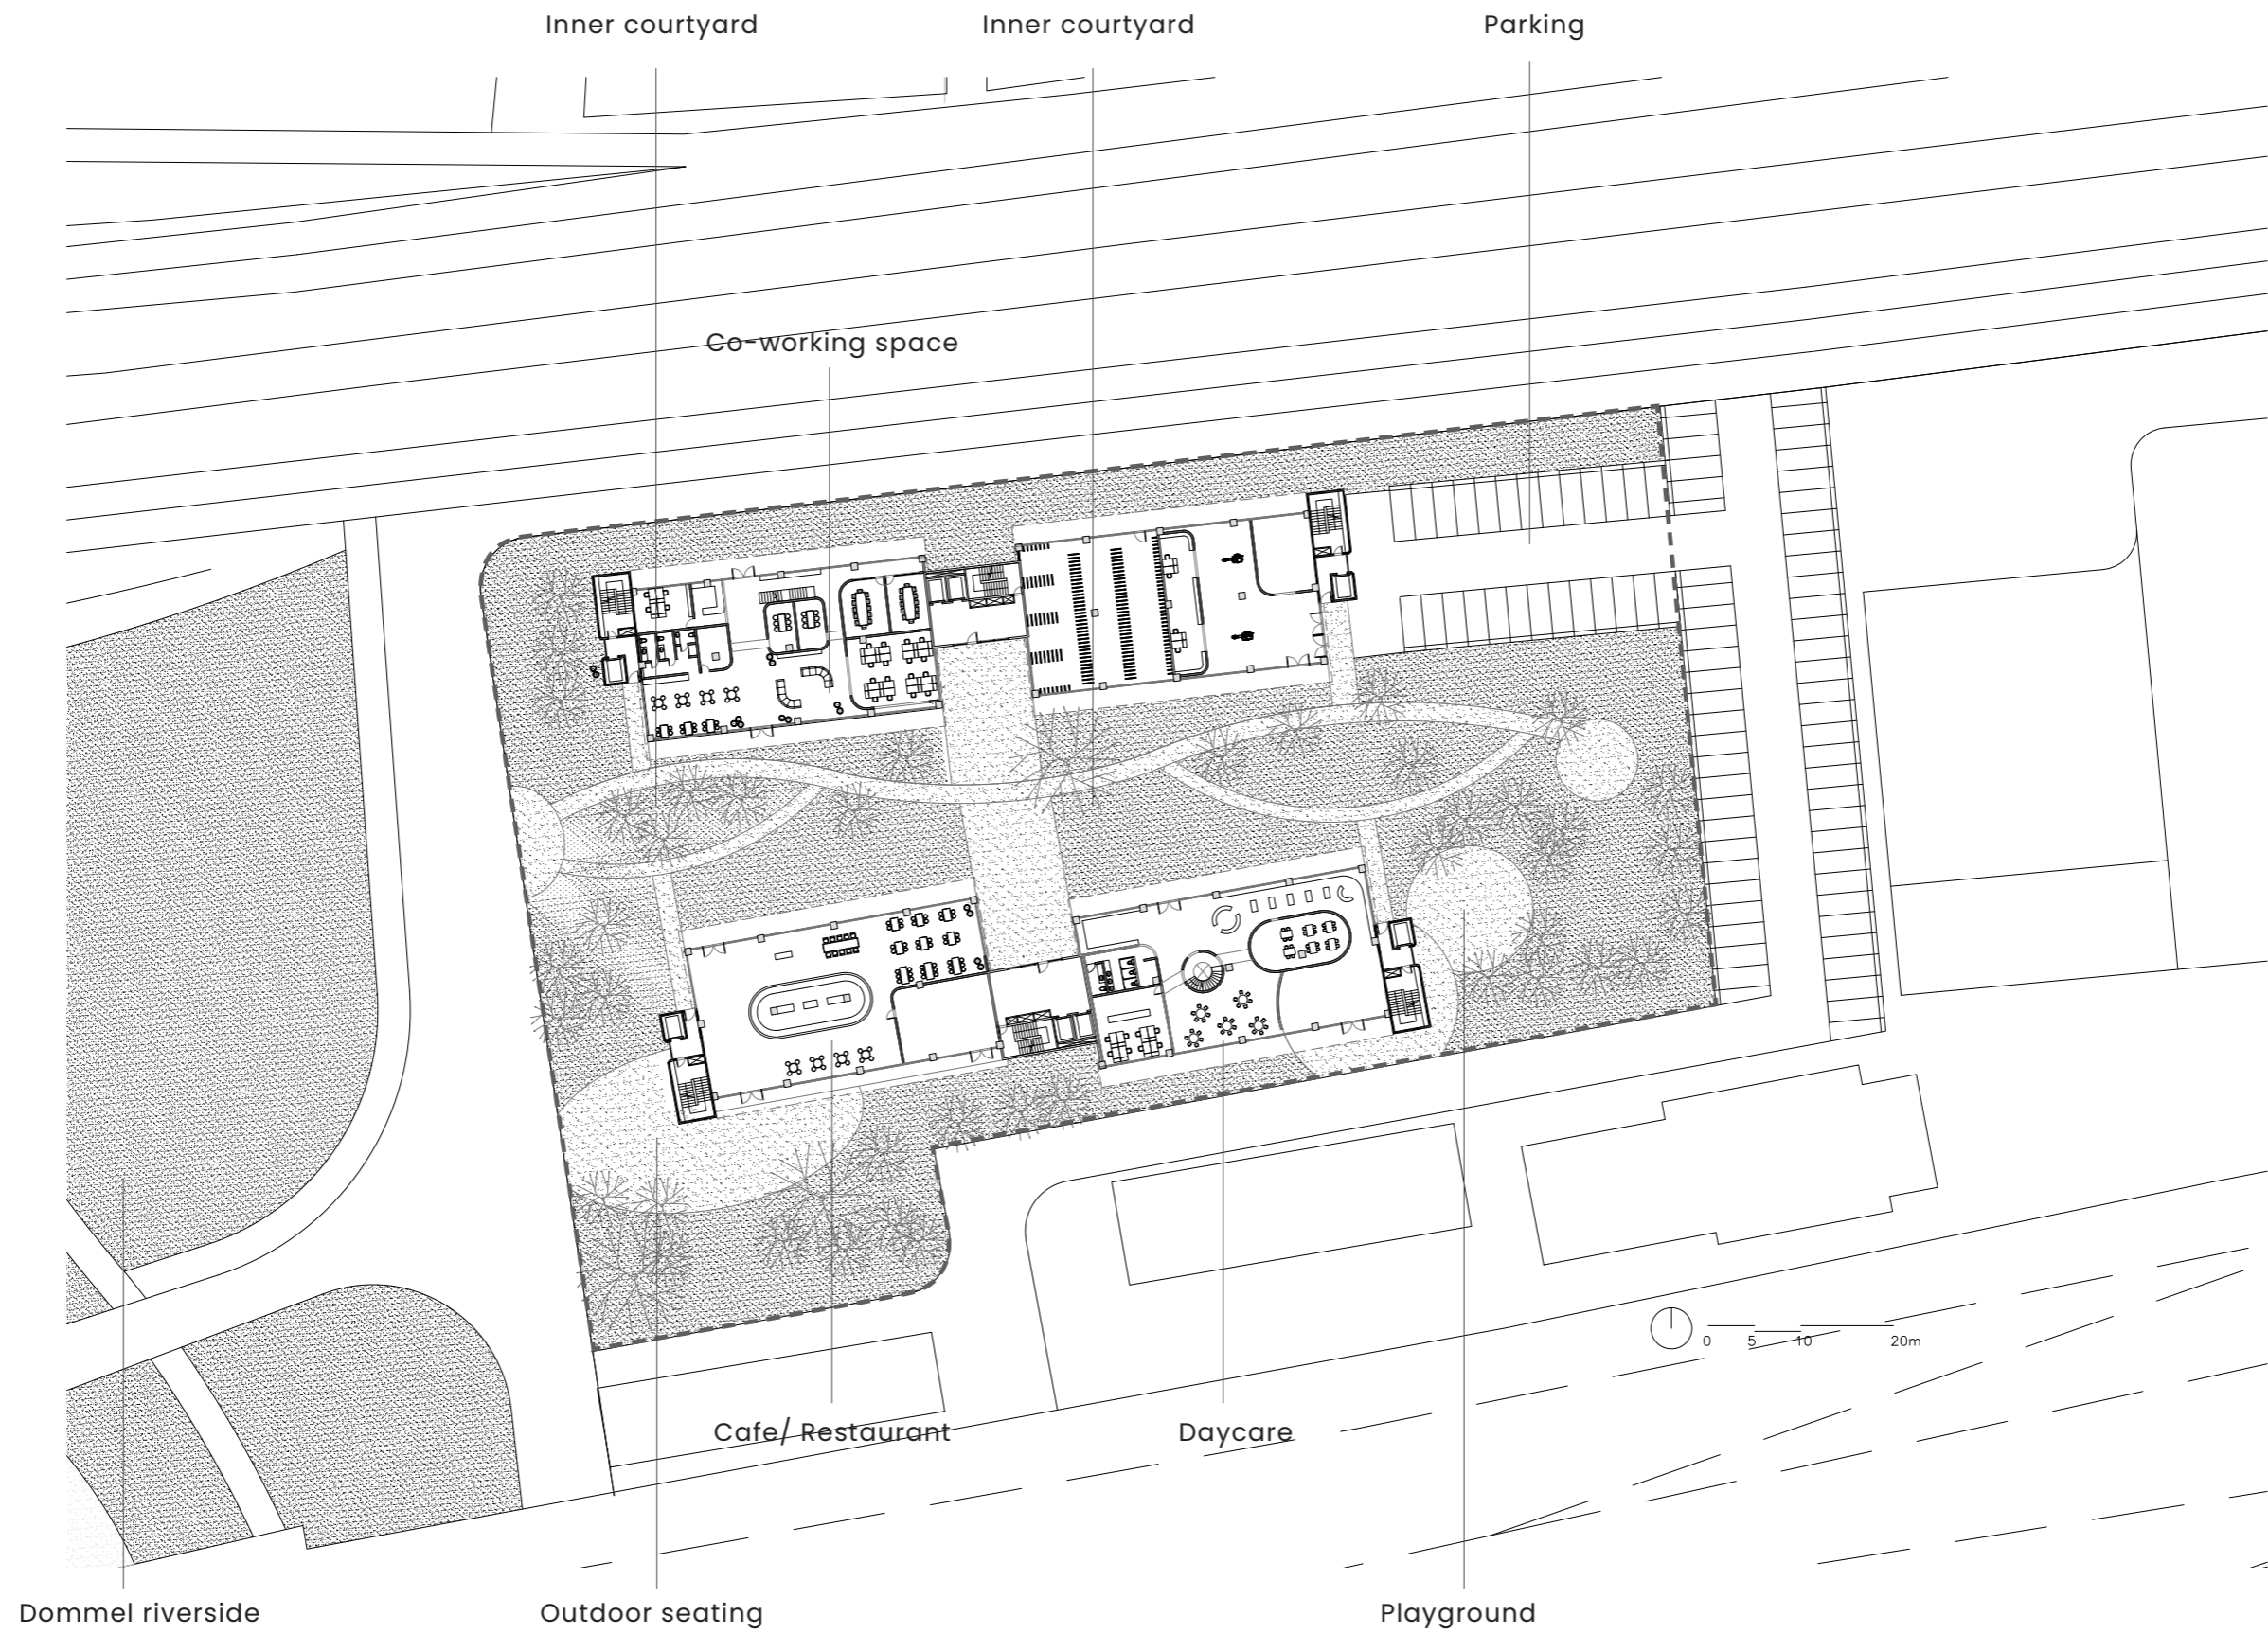 Inner courtyard
Inner courtyard
Parking
Co-working space
0 5 10 20m
Cafe/ Restaurant
Daycare
Dommel riverside
Outdoor seating
Playground